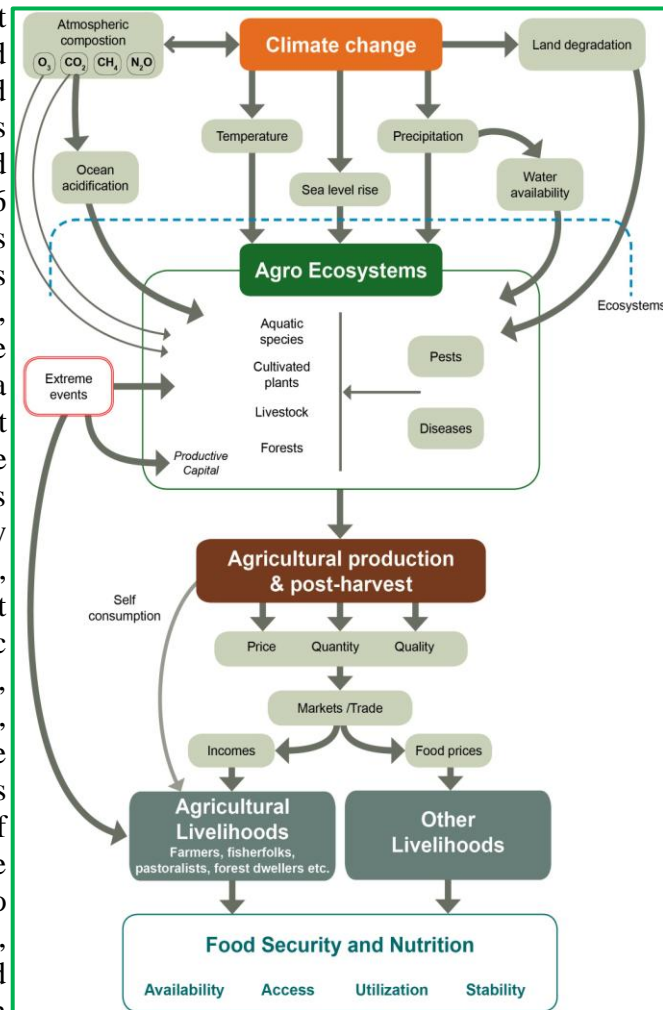 Atmospheric
compostion
O3 CO2 CH4 N2O
Climate change
Land degradation
Temperature
Precipitation
Ocean
acidification
Sea level rise
Water
availability
Agro Ecosystems
Ecosystems
Aquatic
species
Cultivated
plants
Livestock
Forests
Pests
Diseases
Extreme
events
Productive
Capital
Agricultural production
& post-harvest
Self
consumption
Price Quantity Quality
Markets /Trade
Incomes
Food prices
Agricultural
Livelihoods
Farmers, fisherfolks,
pastoralists, forest dwellers etc.
Other
Livelihoods
Food Security and Nutrition
Availability Access Utilization Stability